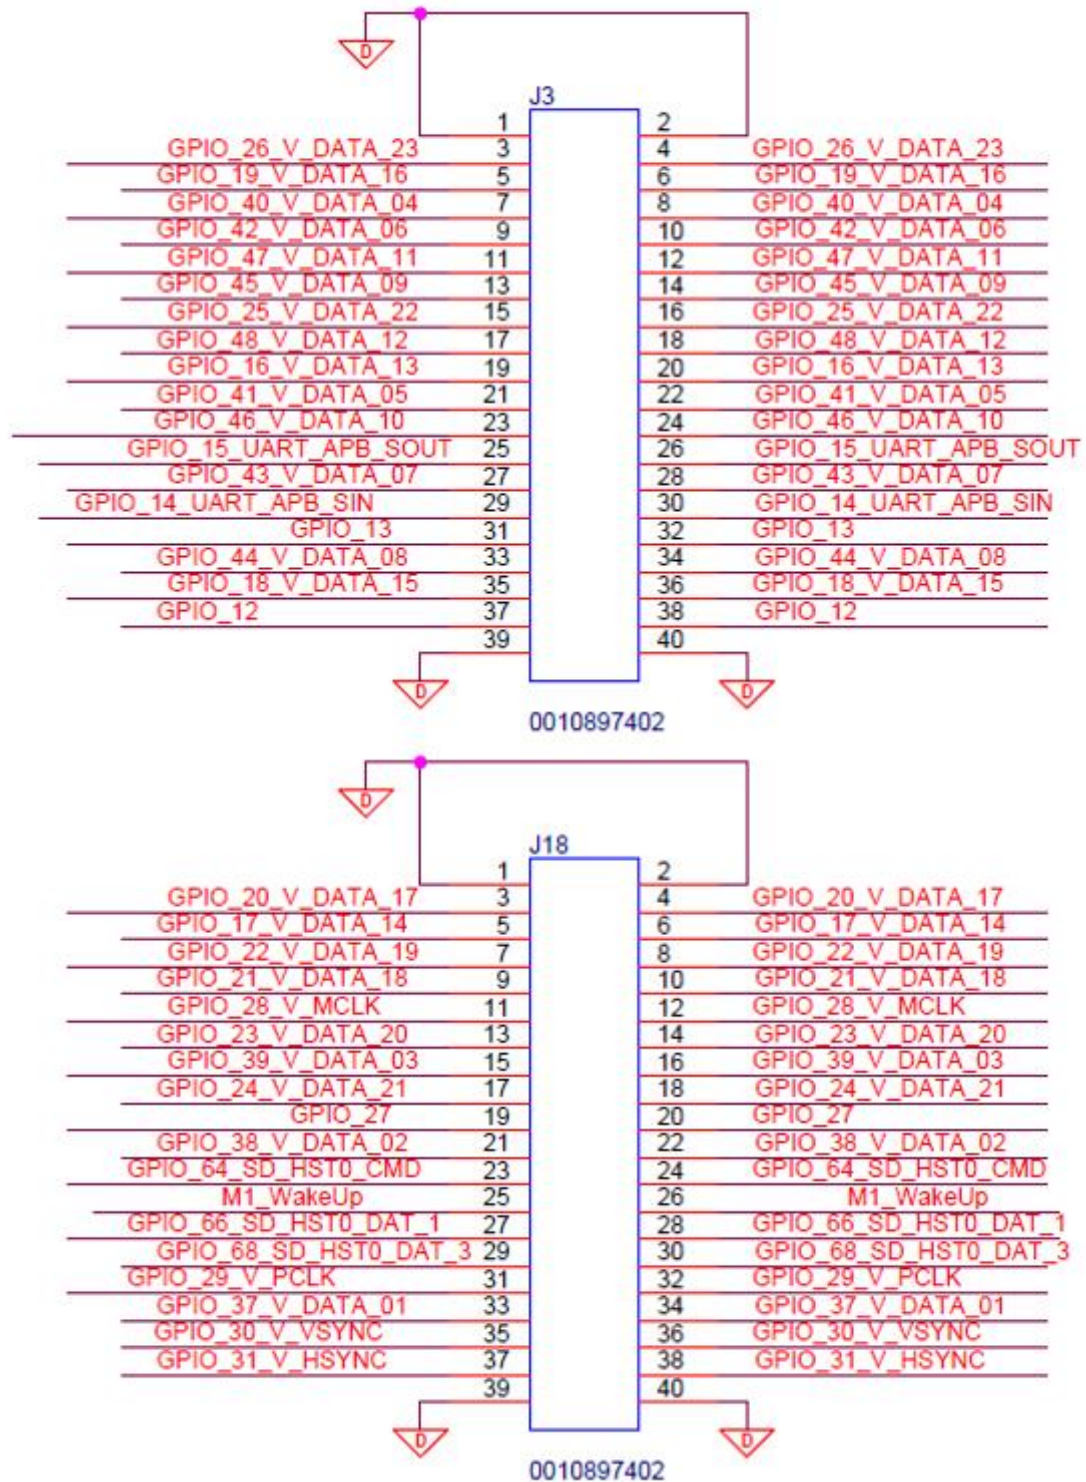 D
J3
1 2
GPIO_26_V_DATA_23 3 4 GPIO_26_V_DATA_23
GPIO_19_V_DATA_16 5 6 GPIO_19_V_DATA_16
GPIO_40_V_DATA_04 7 8 GPIO_40_V_DATA_04
GPIO_42_V_DATA_06 9 10 GPIO_42_V_DATA_06
GPIO_47_V_DATA_11 11 12 GPIO_47_V_DATA_11
GPIO_45_V_DATA_09 13 14 GPIO_45_V_DATA_09
GPIO_25_V_DATA_22 15 16 GPIO_25_V_DATA_22
GPIO_48_V_DATA_12 17 18 GPIO_48_V_DATA_12
GPIO_16_V_DATA_13 19 20 GPIO_16_V_DATA_13
GPIO_41_V_DATA_05 21 22 GPIO_41_V_DATA_05
GPIO_46_V_DATA_10 23 24 GPIO_46_V_DATA_10
GPIO_15_UART_APB_SOUT 25 26 GPIO_15_UART_APB_SOUT
GPIO_43_V_DATA_07 27 28 GPIO_43_V_DATA_07
GPIO_14_UART_APB_SIN 29 30 GPIO_14_UART_APB_SIN
GPIO_13 31 32 GPIO_13
GPIO_44_V_DATA_08 33 34 GPIO_44_V_DATA_08
GPIO_18_V_DATA_15 35 36 GPIO_18_V_DATA_15
GPIO_12 37 38 GPIO_12
39 40
D D
0010897402
D
J18
1 2
GPIO_20_V_DATA_17 3 4 GPIO_20_V_DATA_17
GPIO_17_V_DATA_14 5 6 GPIO_17_V_DATA_14
GPIO_22_V_DATA_19 7 8 GPIO_22_V_DATA_19
GPIO_21_V_DATA_18 9 10 GPIO_21_V_DATA_18
GPIO_28_V_MCLK 11 12 GPIO_28_V_MCLK
GPIO_23_V_DATA_20 13 14 GPIO_23_V_DATA_20
GPIO_39_V_DATA_03 15 16 GPIO_39_V_DATA_03
GPIO_24_V_DATA_21 17 18 GPIO_24_V_DATA_21
GPIO_27 19 20 GPIO_27
GPIO_38_V_DATA_02 21 22 GPIO_38_V_DATA_02
GPIO_64_SD_HST0_CMD 23 24 GPIO_64_SD_HST0_CMD
M1_WakeUp 25 26 M1_WakeUp
GPIO_66_SD_HST0_DAT_1 27 28 GPIO_66_SD_HST0_DAT_1
GPIO_68_SD_HST0_DAT_3 29 30 GPIO_68_SD_HST0_DAT_3
GPIO_29_V_PCLK 31 32 GPIO_29_V_PCLK
GPIO_37_V_DATA_01 33 34 GPIO_37_V_DATA_01
GPIO_30_V_VSYNC 35 36 GPIO_30_V_VSYNC
GPIO_31_V_HSYNC 37 38 GPIO_31_V_HSYNC
39 40
D D
0010897402